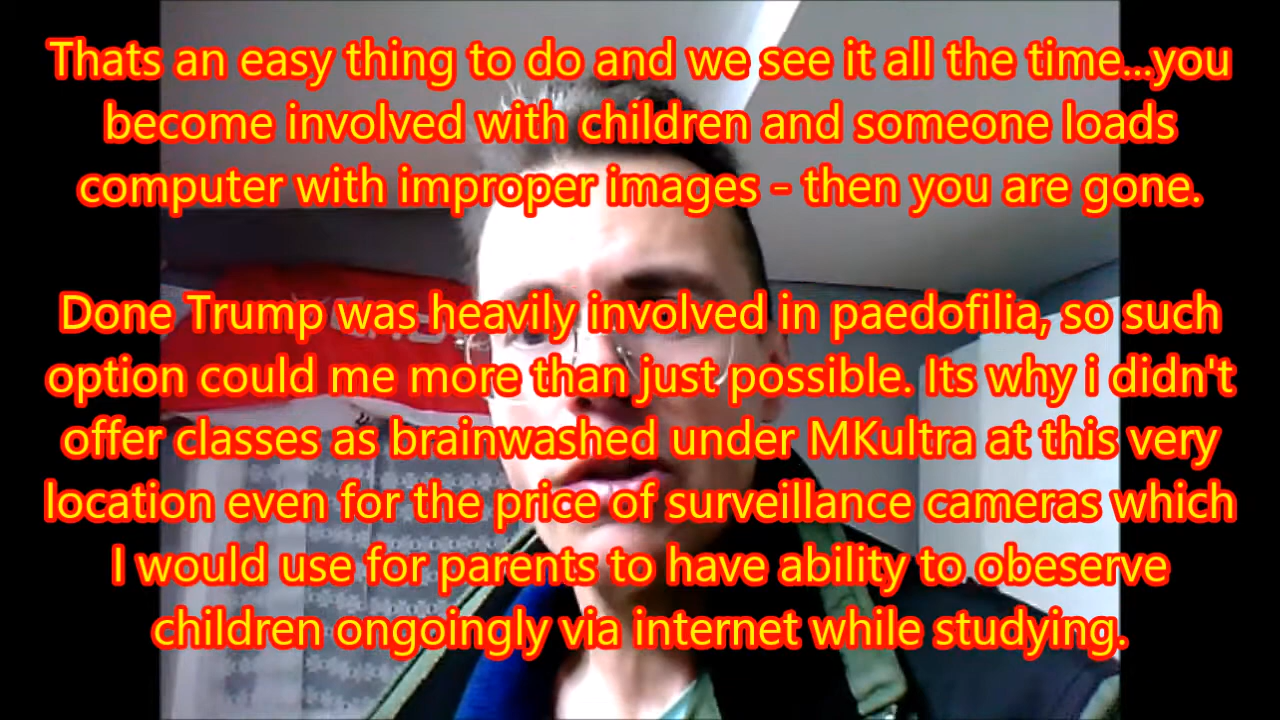 Thats an easy thing to do and we see it all the time...you
become involved with children and someone loads
computer with improper images - then you are gone.
Done Trump was heavily involved in paedofilia, so such
option could me more than just possible. Its why i didn't
offer classes as brainwashed under MKultra at this very
location even for the price of surveillance cameras which
I would use for parents to have ability to obeserve
children ongoingly via internet while studying.